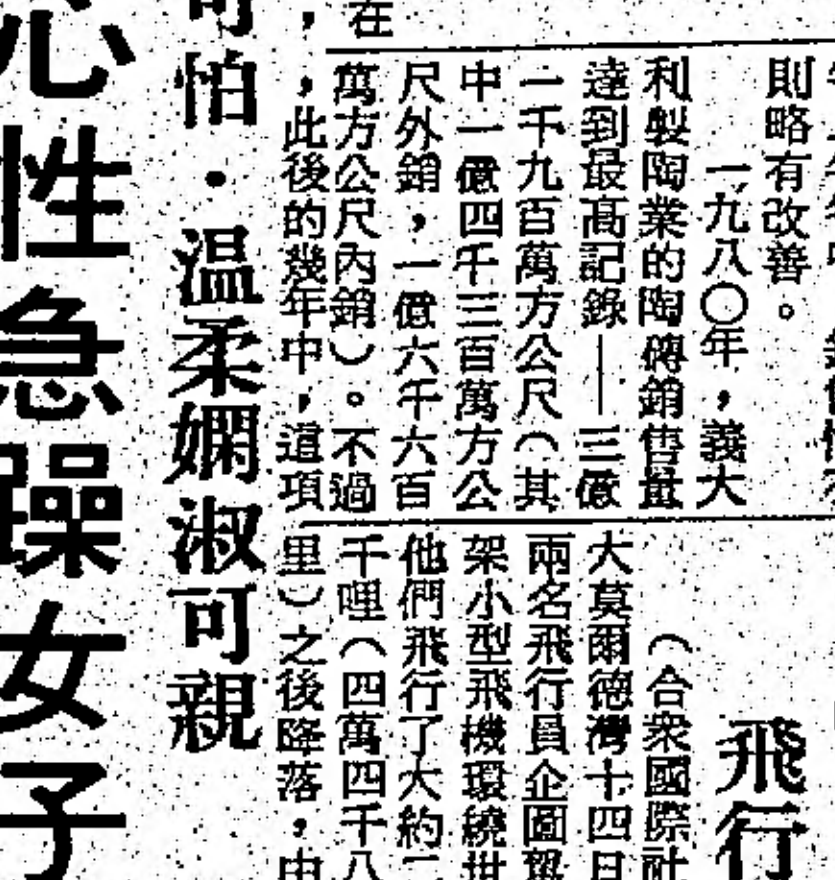 在
則略有改善。
一九八〇年，義大
利製陶業的陶磚銷售量
達到最高記錄——三億
一千九百萬方公尺（其
中一億四千三百萬方公
尺外銷，一億六千六百
萬方公尺內銷）。不過
，此後的幾年中，這項
飛行
（合衆國際社
大莫爾德灣十四日
兩名飛行員企圖駕
架小型飛機環繞世
他們飛行了大約二
千哩（四萬四千八
里）之後降落，由
可怕・温柔嫻淑可親
心性急躁女子